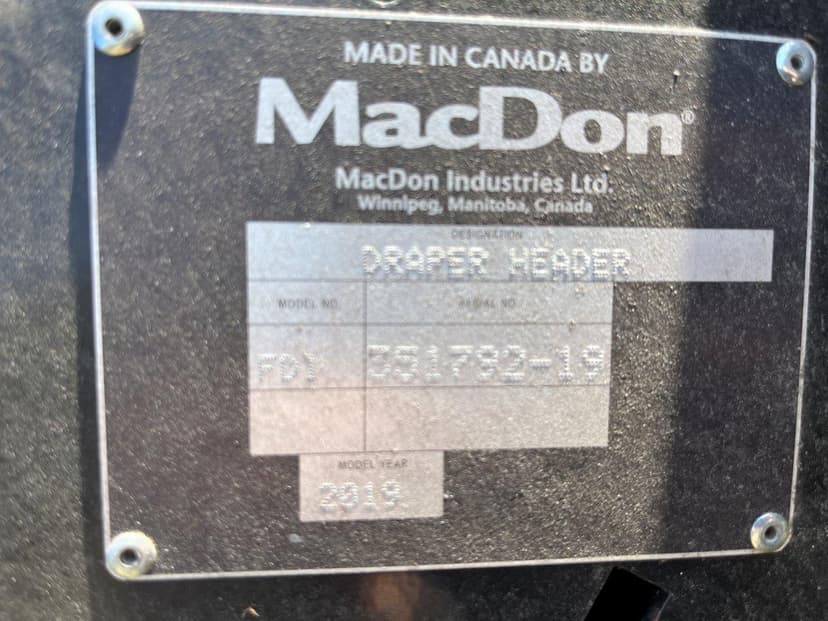 MADE IN CANADA BY
MacDon®
MacDon Industries Ltd.
Winnipeg, Manitoba, Canada
DESIGNATION
DRAPER HEADER
MODEL NO. SERIAL NO.
FD1
MODEL YEAR
2019